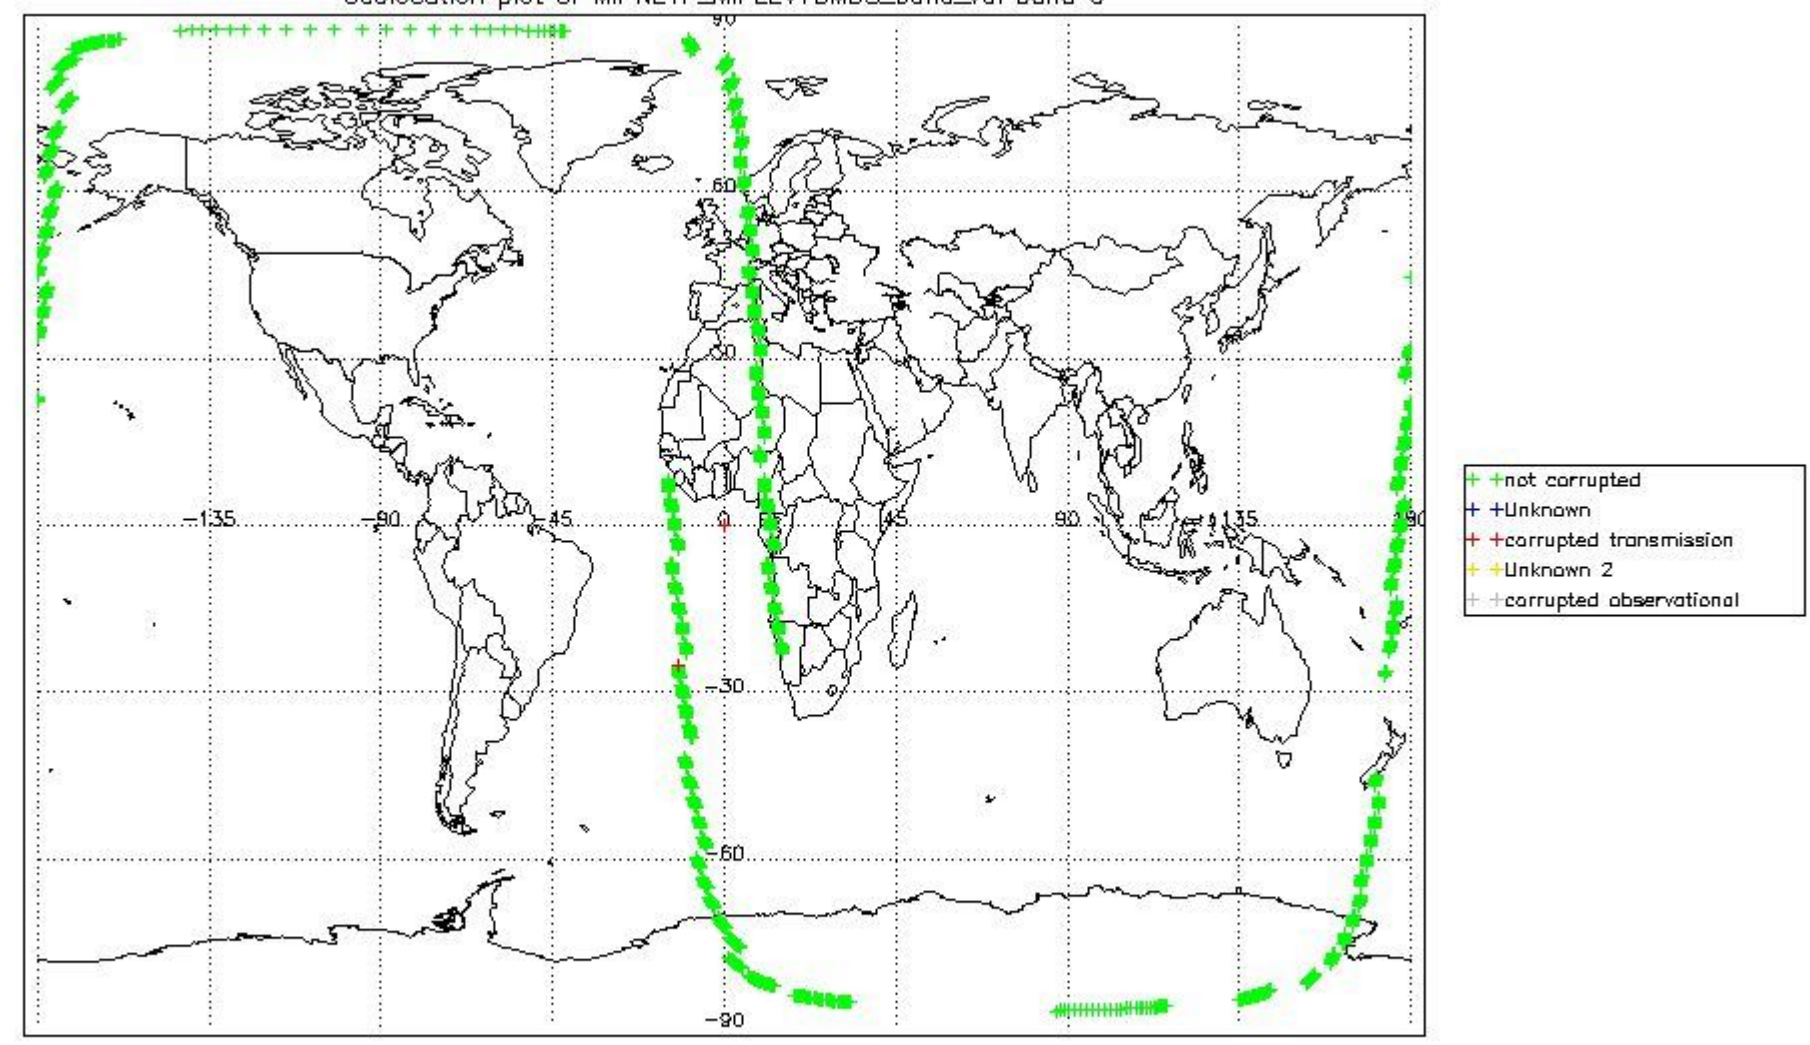 90
60
30
-135 -90 -45 0 45 90 135 180
-30
-60
-90
+ +not corrupted
+ +Unknown
+ +corrupted transmission
+ +Unknown 2
+ +corrupted observational